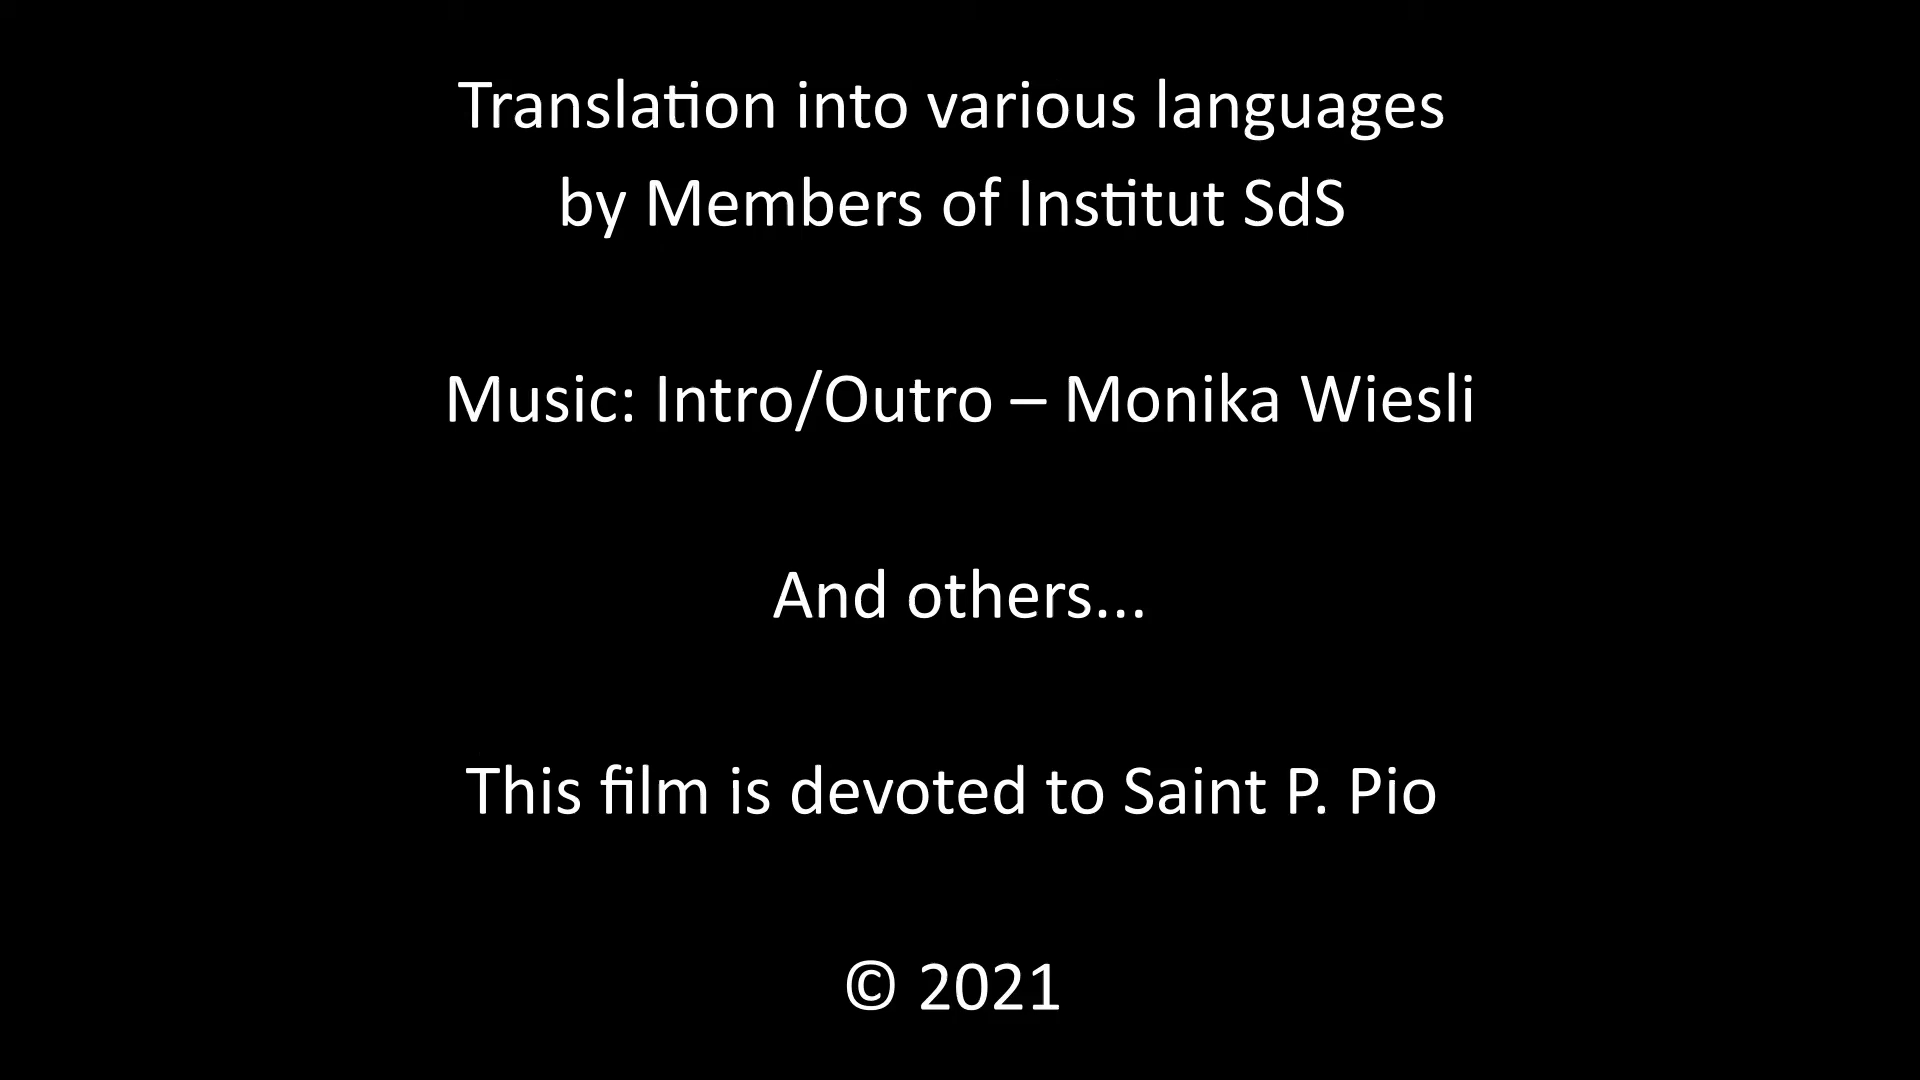 Translation into various languages
by Members of Institut SdS
Music: Intro/Outro – Monika Wiesli
And others...
This film is devoted to Saint P. Pio
© 2021